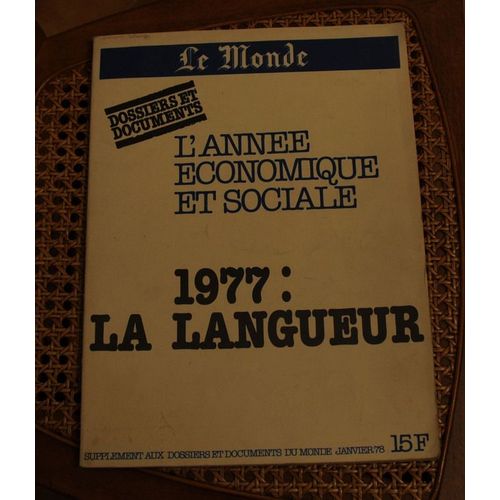 Le Monde
DOSSIERS ET
DOCUMENTS
L'ANNEE
ECONOMIQUE
ET SOCIALE
1977 :
LA LANGUEUR
SUPPLEMENT AUX DOSSIERS ET DOCUMENTS DU MONDE JANVIER/78 15F